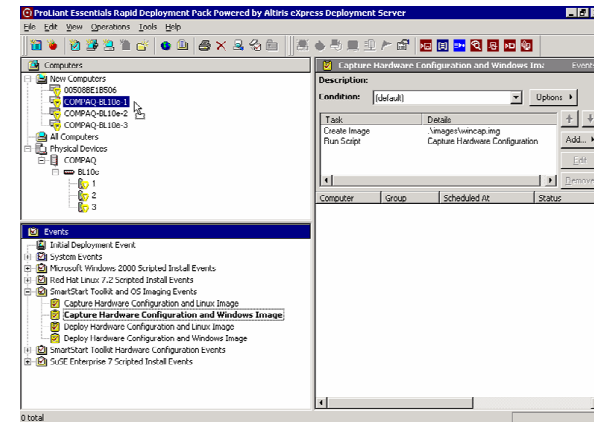 ProLiant Essentials Rapid Deployment Pack Powered by Altiris eXpress Deployment Server
File Edit View Operations Tools Help
Computers
New Computers
00508BE1B506
COMPAQ-BL10e-1
COMPAQ-BL10e-2
COMPAQ-BL10e-3
All Computers
Physical Devices
COMPAQ
BL10e
1
2
3
Events
Initial Deployment Event
System Events
Microsoft Windows 2000 Scripted Install Events
Red Hat Linux 7.2 Scripted Install Events
SmartStart Toolkit and OS Imaging Events
Capture Hardware Configuration and Linux Image
Capture Hardware Configuration and Windows Image
Deploy Hardware Configuration and Linux Image
Deploy Hardware Configuration and Windows Image
SmartStart Toolkit Hardware Configuration Events
SuSE Enterprise 7 Scripted Install Events
Capture Hardware Configuration and Windows Ima Events
Description:
Condition: (default) Options
Task Details
Create Image .\images\wincap.img
Run Script Capture Hardware Configuration
Add...
Edit
Remove
Computer Group Scheduled At Status
0 total